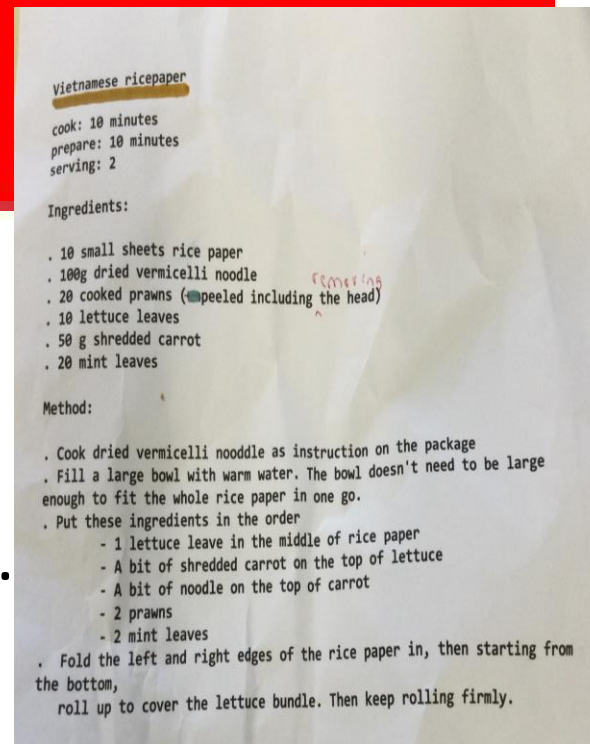 Vietnamese ricepaper
cook: 10 minutes
prepare: 10 minutes
serving: 2
Ingredients:
. 10 small sheets rice paper
. 100g dried vermicelli noodle
removing
. 20 cooked prawns (peeled including ^ the head)
. 10 lettuce leaves
. 50 g shredded carrot
. 20 mint leaves
Method:
. Cook dried vermicelli nooddle as instruction on the package
. Fill a large bowl with warm water. The bowl doesn't need to be large
enough to fit the whole rice paper in one go.
. Put these ingredients in the order
- 1 lettuce leave in the middle of rice paper
- A bit of shredded carrot on the top of lettuce
- A bit of noodle on the top of carrot
- 2 prawns
- 2 mint leaves
. Fold the left and right edges of the rice paper in, then starting from
the bottom,
roll up to cover the lettuce bundle. Then keep rolling firmly.